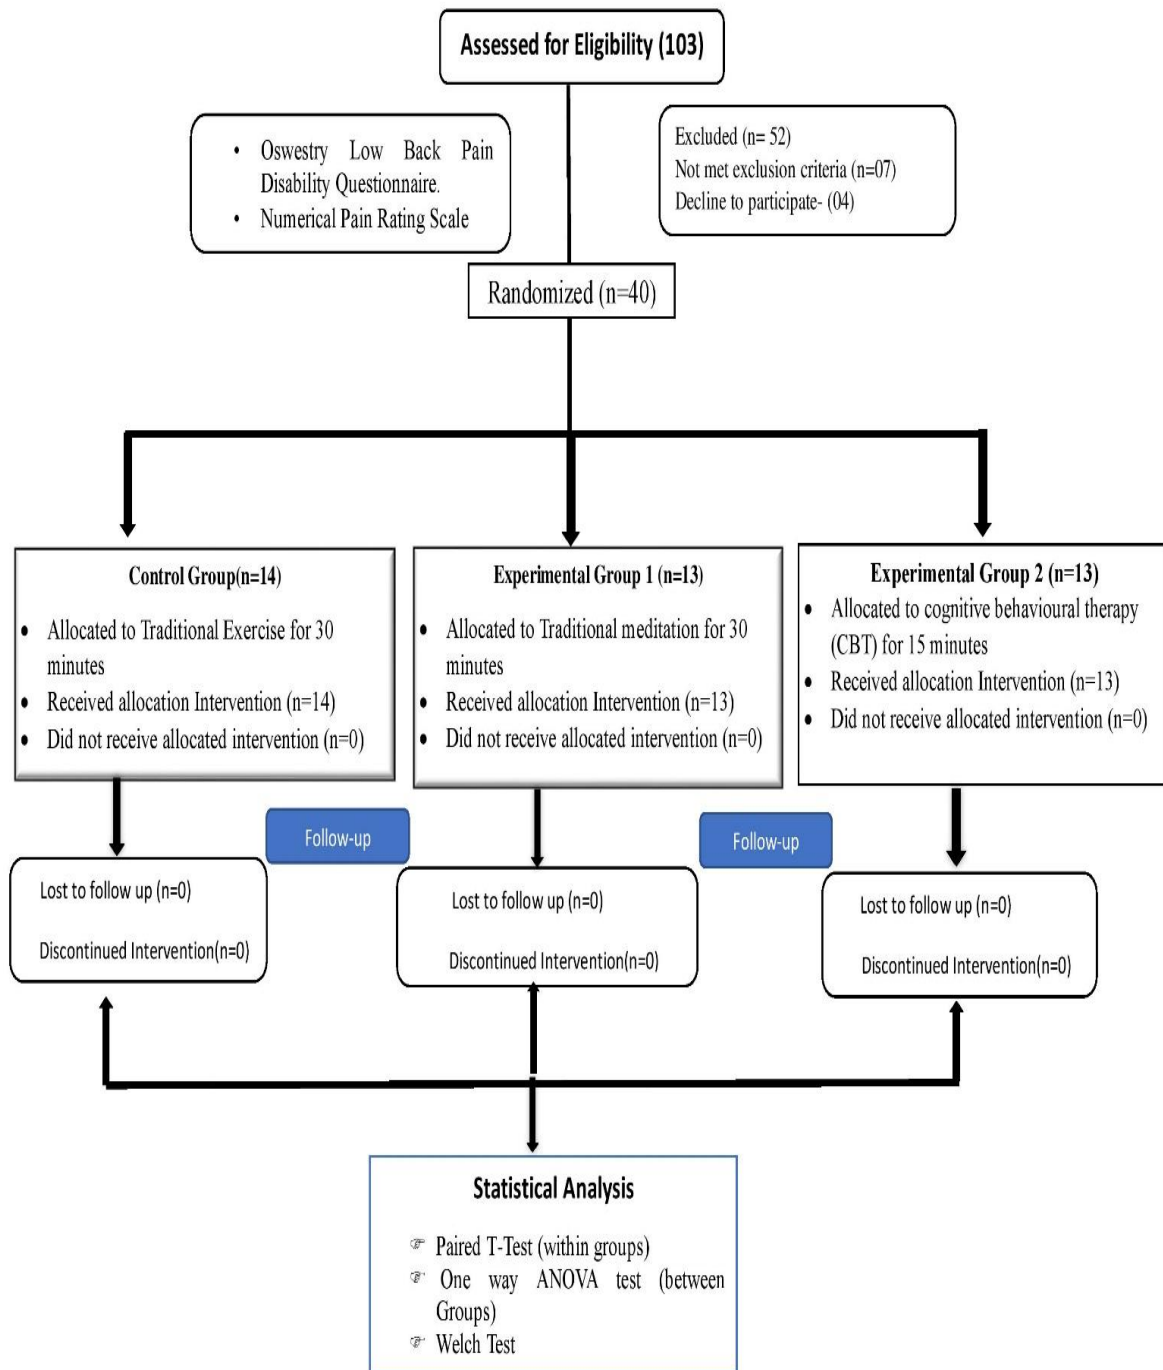 Assessed for Eligibility (103)
• Oswestry Low Back Pain
Disability Questionnaire.
• Numerical Pain Rating Scale
Excluded (n= 52)
Not met exclusion criteria (n=07)
Decline to participate- (04)
Randomized (n=40)
Control Group(n=14)
• Allocated to Traditional Exercise for 30
minutes
• Received allocation Intervention (n=14)
• Did not receive allocated intervention (n=0)
Experimental Group 1 (n=13)
• Allocated to Traditional meditation for 30
minutes
• Received allocation Intervention (n=13)
• Did not receive allocated intervention (n=0)
Experimental Group 2 (n=13)
• Allocated to cognitive behavioural therapy
(CBT) for 15 minutes
• Received allocation Intervention (n=13)
• Did not receive allocated intervention (n=0)
Follow-up
Follow-up
Lost to follow up (n=0)
Discontinued Intervention(n=0)
Lost to follow up (n=0)
Discontinued Intervention(n=0)
Lost to follow up (n=0)
Discontinued Intervention(n=0)
Statistical Analysis
☞ Paired T-Test (within groups)
☞ One way ANOVA test (between
Groups)
☞ Welch Test